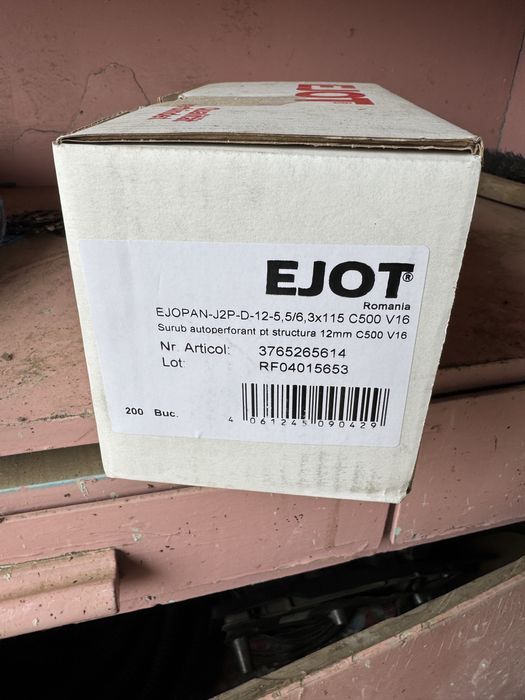 EJOT
EJOT®
Romania
EJOPAN-J2P-D-12-5,5/6,3x115 C500 V16
Surub autoperforant pt structura 12mm C500 V16
Nr. Articol: 3765265614
Lot: RF04015653
200 Buc.
4 061245 090429